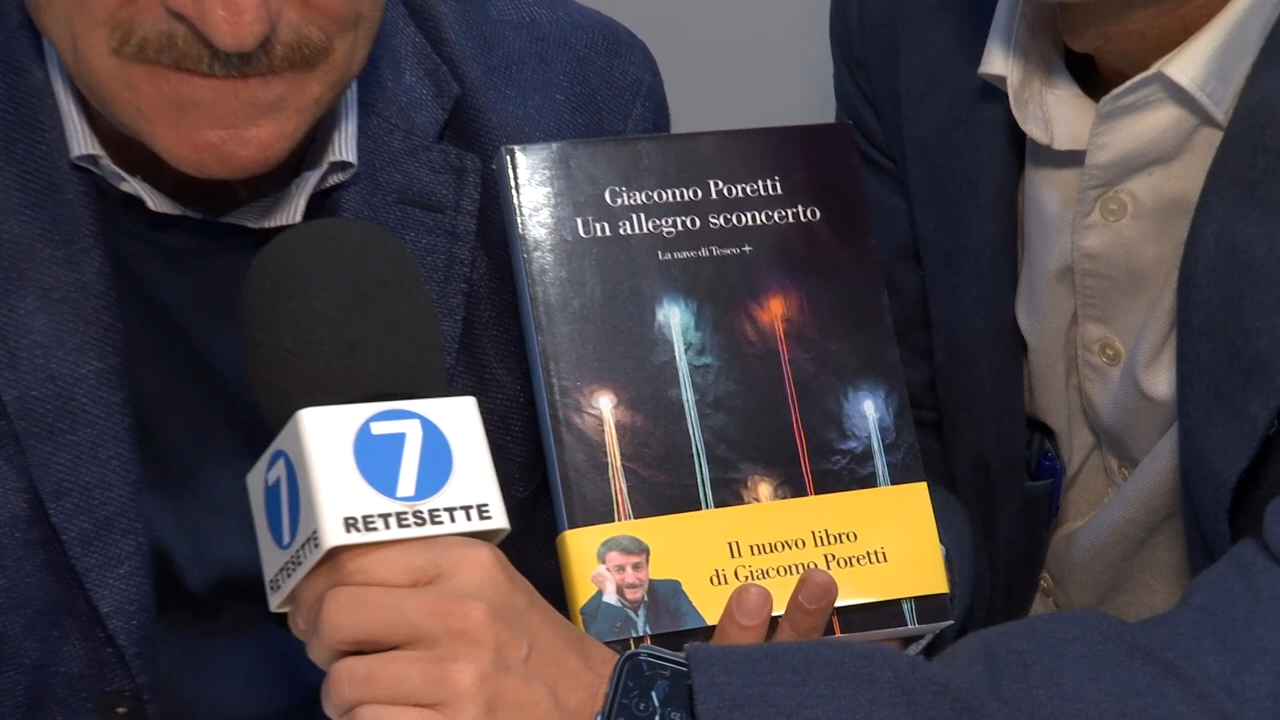 Giacomo Poretti
Un allegro sconcerto
La nave di Teseo +
7
RETESETTE
7
RETESETTE
Il nuovo libro
di Giacomo Poretti